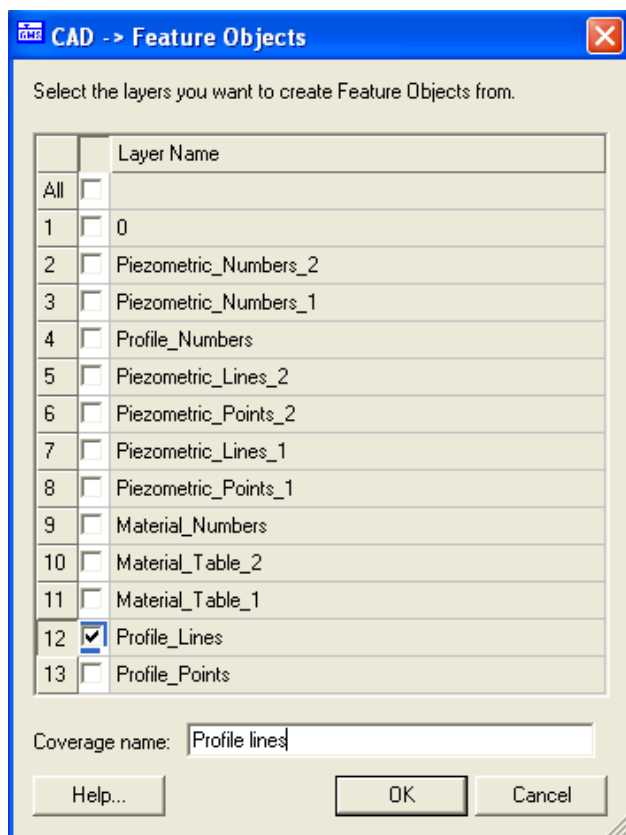 GMS CAD -> Feature Objects
Select the layers you want to create Feature Objects from.
Layer Name
All
1 0
2 Piezometric_Numbers_2
3 Piezometric_Numbers_1
4 Profile_Numbers
5 Piezometric_Lines_2
6 Piezometric_Points_2
7 Piezometric_Lines_1
8 Piezometric_Points_1
9 Material_Numbers
10 Material_Table_2
11 Material_Table_1
12 Profile_Lines
13 Profile_Points
Coverage name: Profile lines
Help... OK Cancel